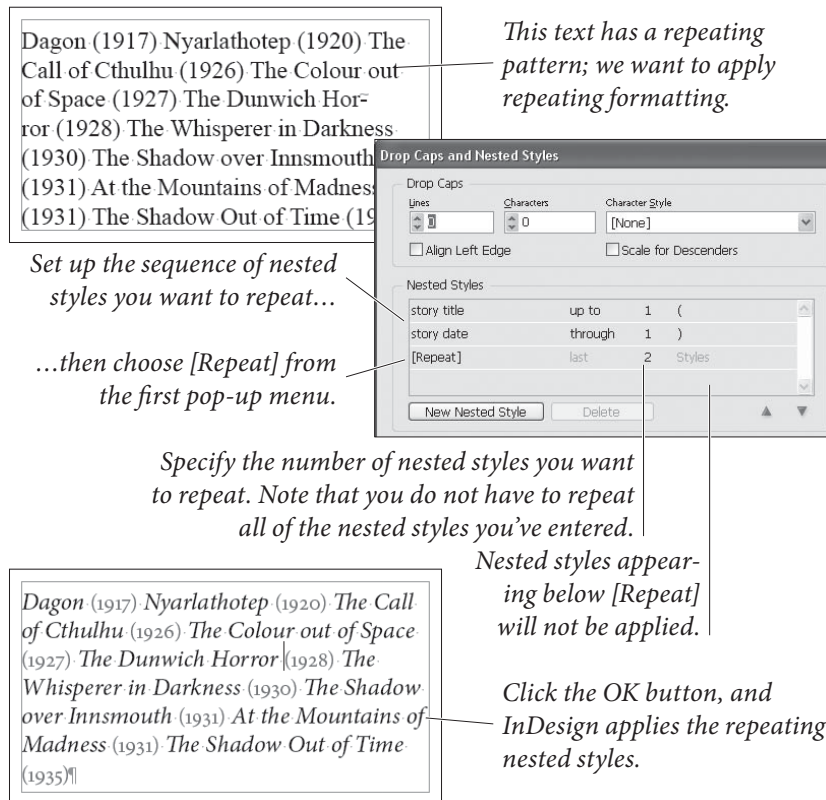 Dagon (1917) Nyarlathotep (1920) The
Call of Cthulhu (1926) The Colour out
of Space (1927) The Dunwich Hor-
ror (1928) The Whisperer in Darkness
(1930) The Shadow over Innsmouth
(1931) At the Mountains of Madness
(1931) The Shadow Out of Time (19
This text has a repeating
pattern; we want to apply
repeating formatting.
Drop Caps and Nested Styles
Drop Caps
Lines Characters Character Style
0 [None]
Align Left Edge Scale for Descenders
Nested Styles
story title up to 1 (
story date through 1 )
[Repeat] last 2 Styles
New Nested Style Delete
Set up the sequence of nested
styles you want to repeat…
…then choose [Repeat] from
the first pop-up menu.
Specify the number of nested styles you want
to repeat. Note that you do not have to repeat
all of the nested styles you’ve entered.
Nested styles appear-
ing below [Repeat]
will not be applied.
Dagon (1917) Nyarlathotep (1920) The Call
of Cthulhu (1926) The Colour out of Space
(1927) The Dunwich Horror (1928) The
Whisperer in Darkness (1930) The Shadow
over Innsmouth (1931) At the Mountains of
Madness (1931) The Shadow Out of Time
(1935)¶
Click the OK button, and
InDesign applies the repeating
nested styles.